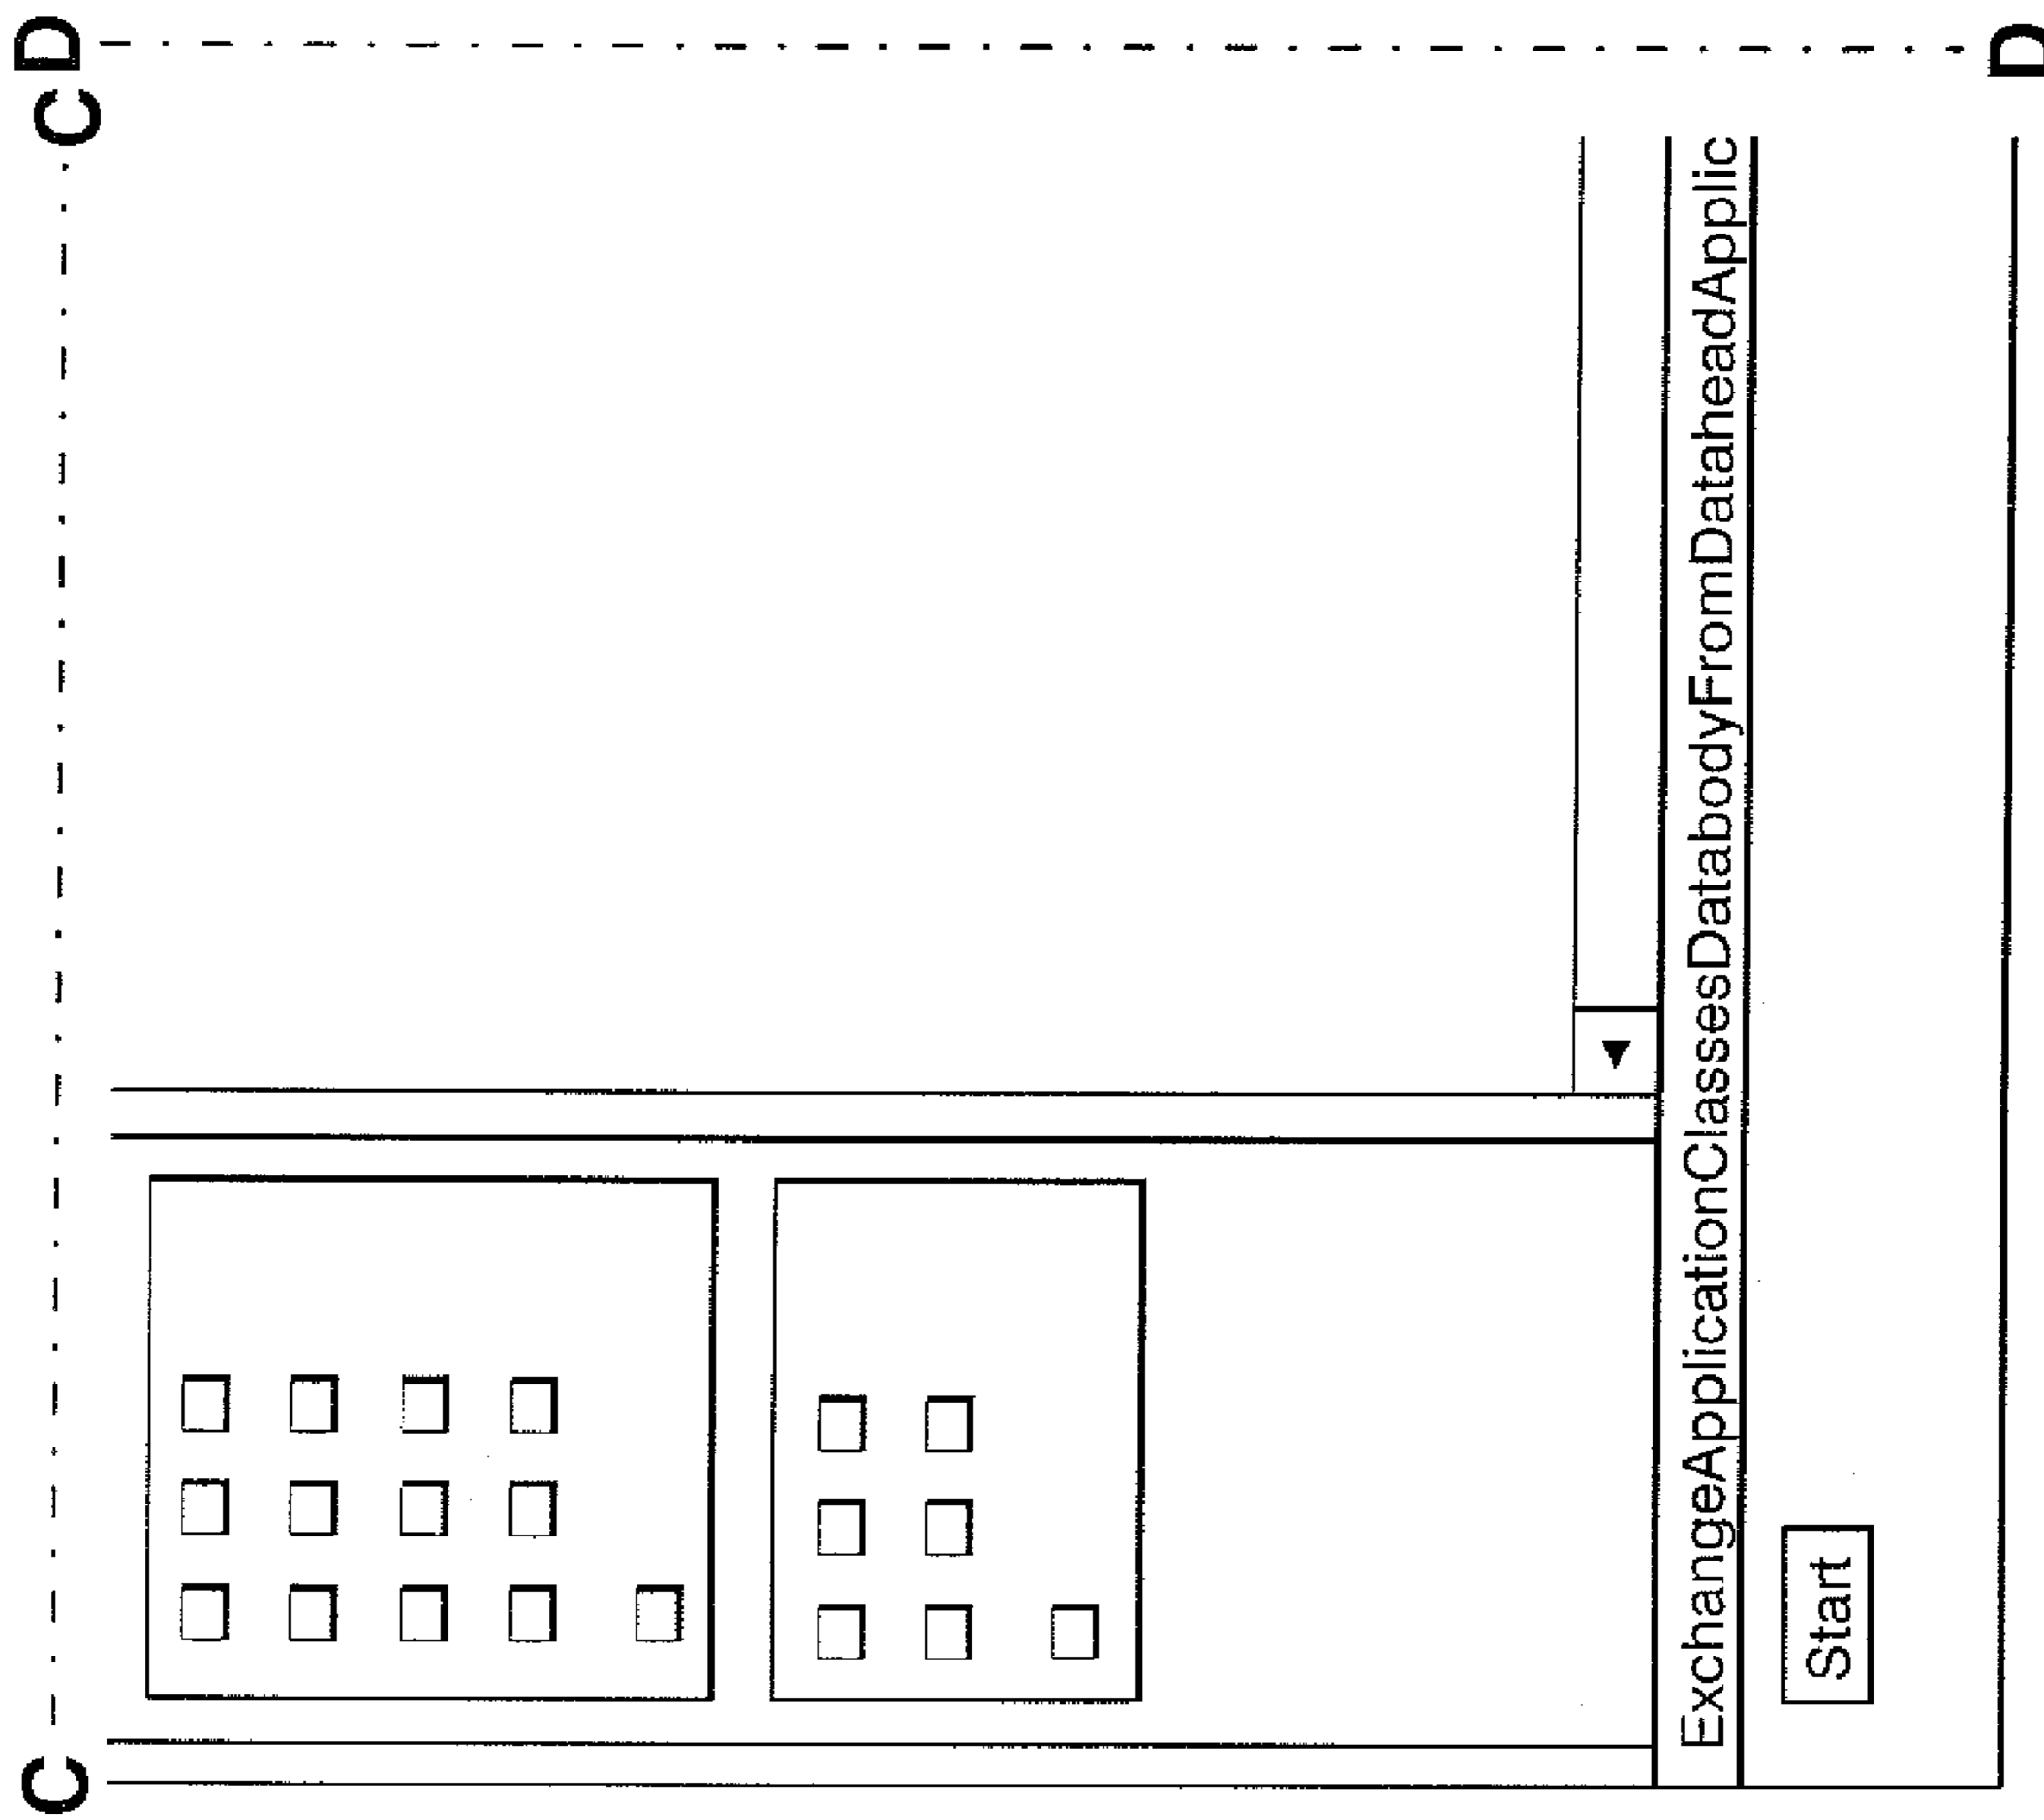 C C
D D
ExchangeApplicationClassesDatabodyFromDataheadApplic
Start